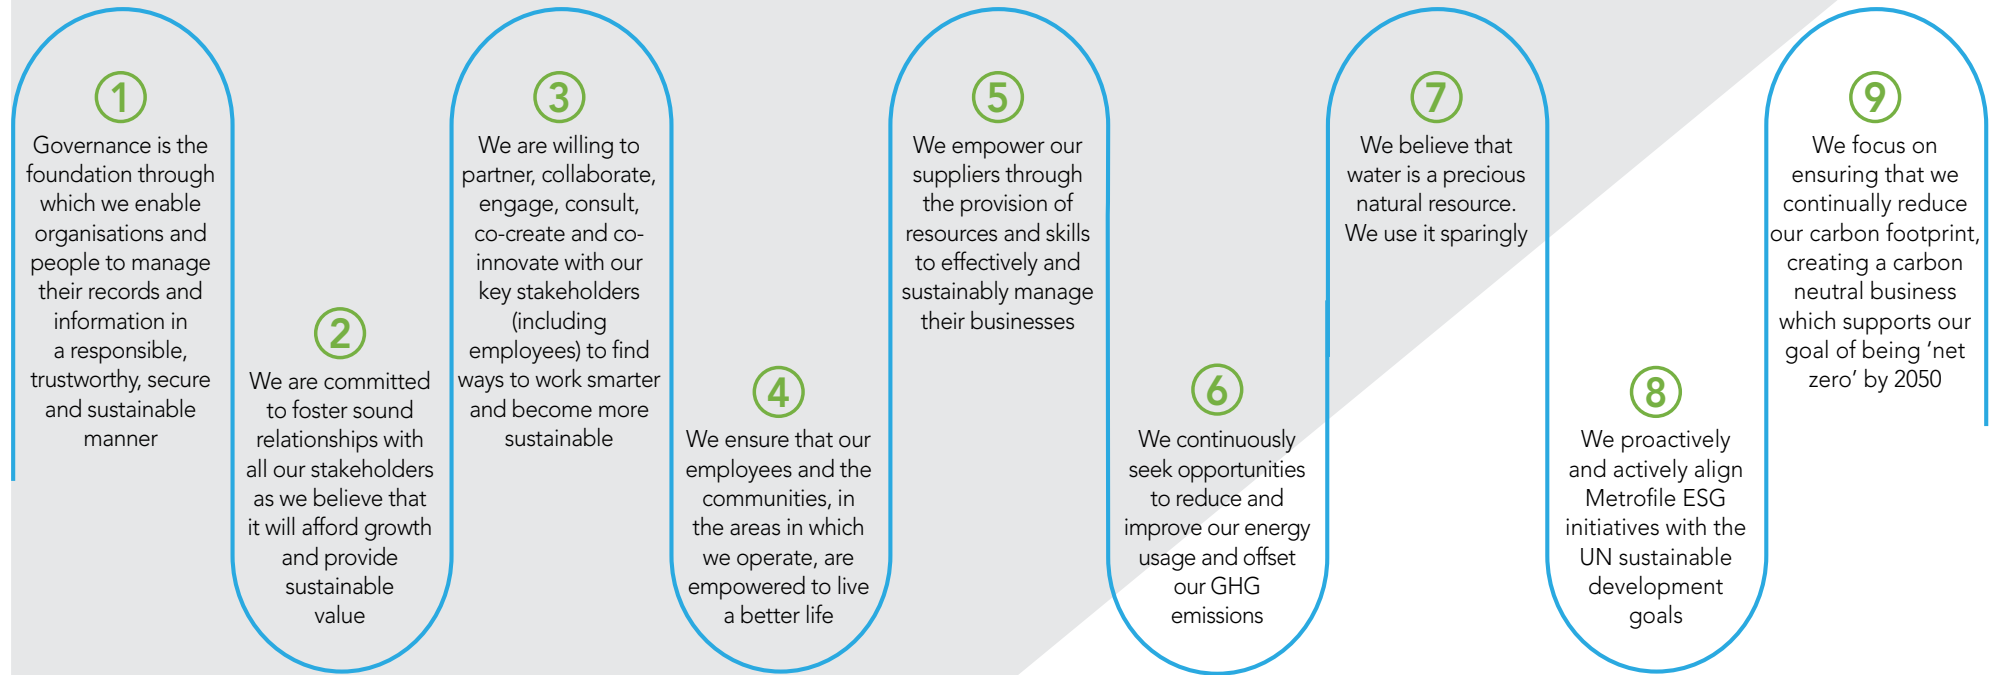 1
Governance is the
foundation through
which we enable
organisations and
people to manage
their records and
information in
a responsible,
trustworthy, secure
and sustainable
manner
2
We are committed
to foster sound
relationships with
all our stakeholders
as we believe that
it will afford growth
and provide
sustainable
value
3
We are willing to
partner, collaborate,
engage, consult,
co-create and co-
innovate with our
key stakeholders
(including
employees) to find
ways to work smarter
and become more
sustainable
4
We ensure that our
employees and the
communities, in
the areas in which
we operate, are
empowered to live
a better life
5
We empower our
suppliers through
the provision of
resources and skills
to effectively and
sustainably manage
their businesses
6
We continuously
seek opportunities
to reduce and
improve our energy
usage and offset
our GHG
emissions
7
We believe that
water is a precious
natural resource.
We use it sparingly
8
We proactively
and actively align
Metrofile ESG
initiatives with the
UN sustainable
development
goals
9
We focus on
ensuring that we
continually reduce
our carbon footprint,
creating a carbon
neutral business
which supports our
goal of being ‘net
zero’ by 2050